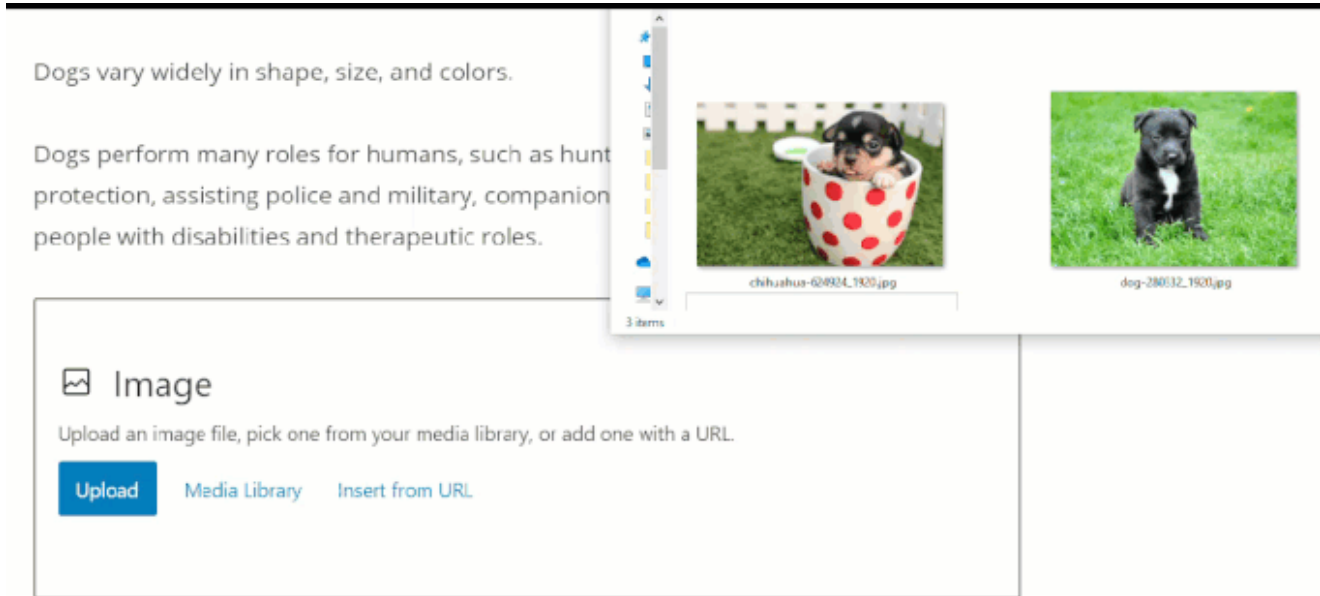 Dogs vary widely in shape, size, and colors.
Dogs perform many roles for humans, such as hunt
protection, assisting police and military, companion
people with disabilities and therapeutic roles.
chihuahua-624924_1920.jpg
dog-280332_1920.jpg
3 items
Image
Upload an image file, pick one from your media library, or add one with a URL.
Upload
Media Library
Insert from URL